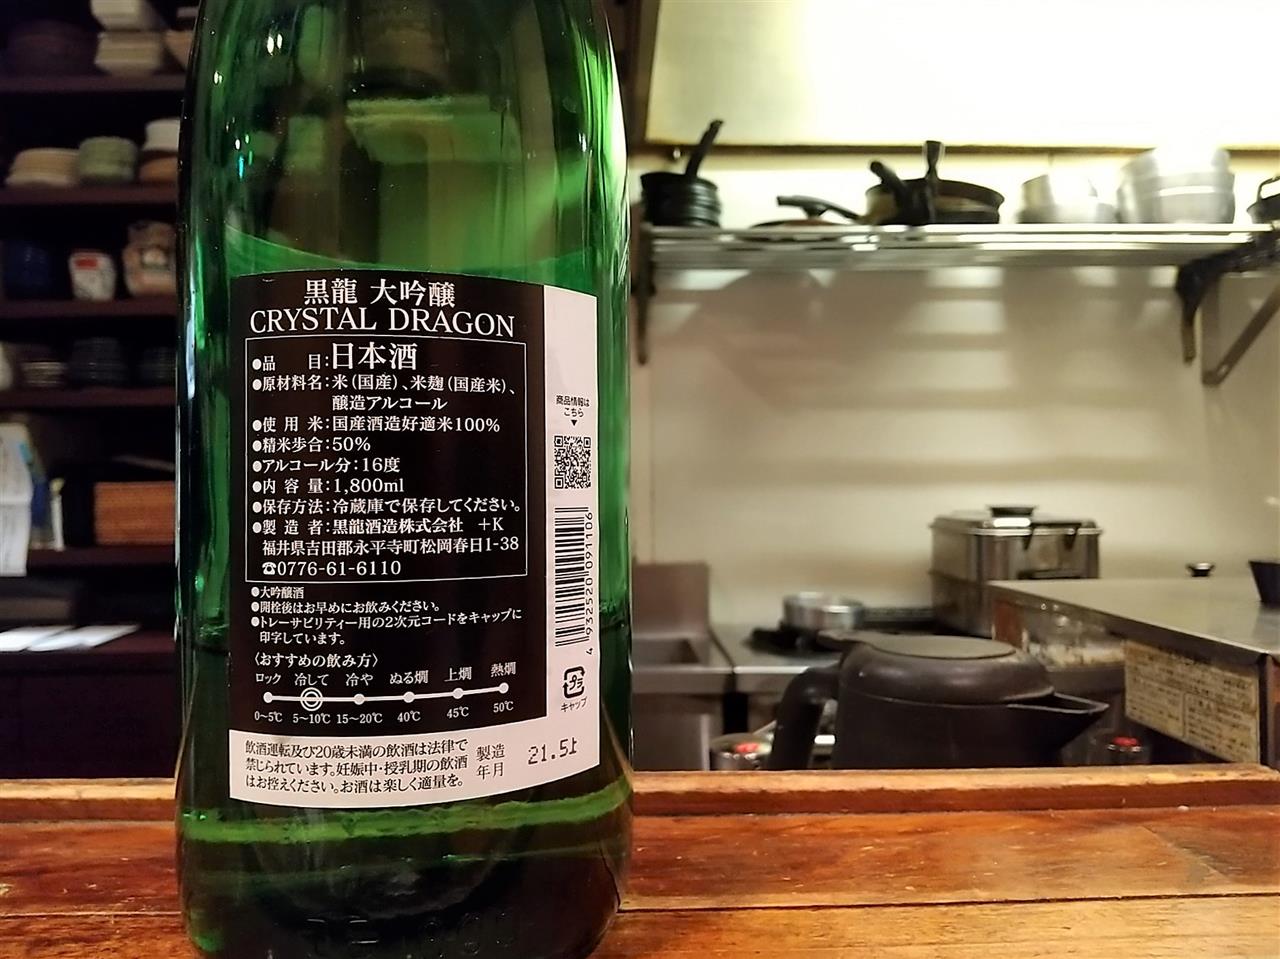 黒龍 大吟醸
CRYSTAL DRAGON
●品　目：日本酒
●原材料名：米（国産）、米麹（国産米）、
醸造アルコール
●使用米：国産酒造好適米100%
●精米歩合：50%
●アルコール分：16度
●内容量：1,800ml
●保存方法：冷蔵庫で保存してください。
●製造者：黒龍酒造株式会社　+K
福井県吉田郡永平寺町松岡春日1-38
☎0776-61-6110
●大吟醸酒
●開栓後はお早めにお飲みください。
●トレーサビリティー用の2次元コードをキャップに
印字しています。
〈おすすめの飲み方〉
ロック 冷して 冷や ぬる燗 上燗 熱燗
0~5℃ 5~10℃ 15~20℃ 40℃ 45℃ 50℃
飲酒運転及び20歳未満の飲酒は法律で
禁じられています。妊娠中・授乳期の飲酒
はお控えください。お酒は楽しく適量を。
製造
年月
21.5
商品情報は
こちら
▼
4932520091106
プラ
キャップ